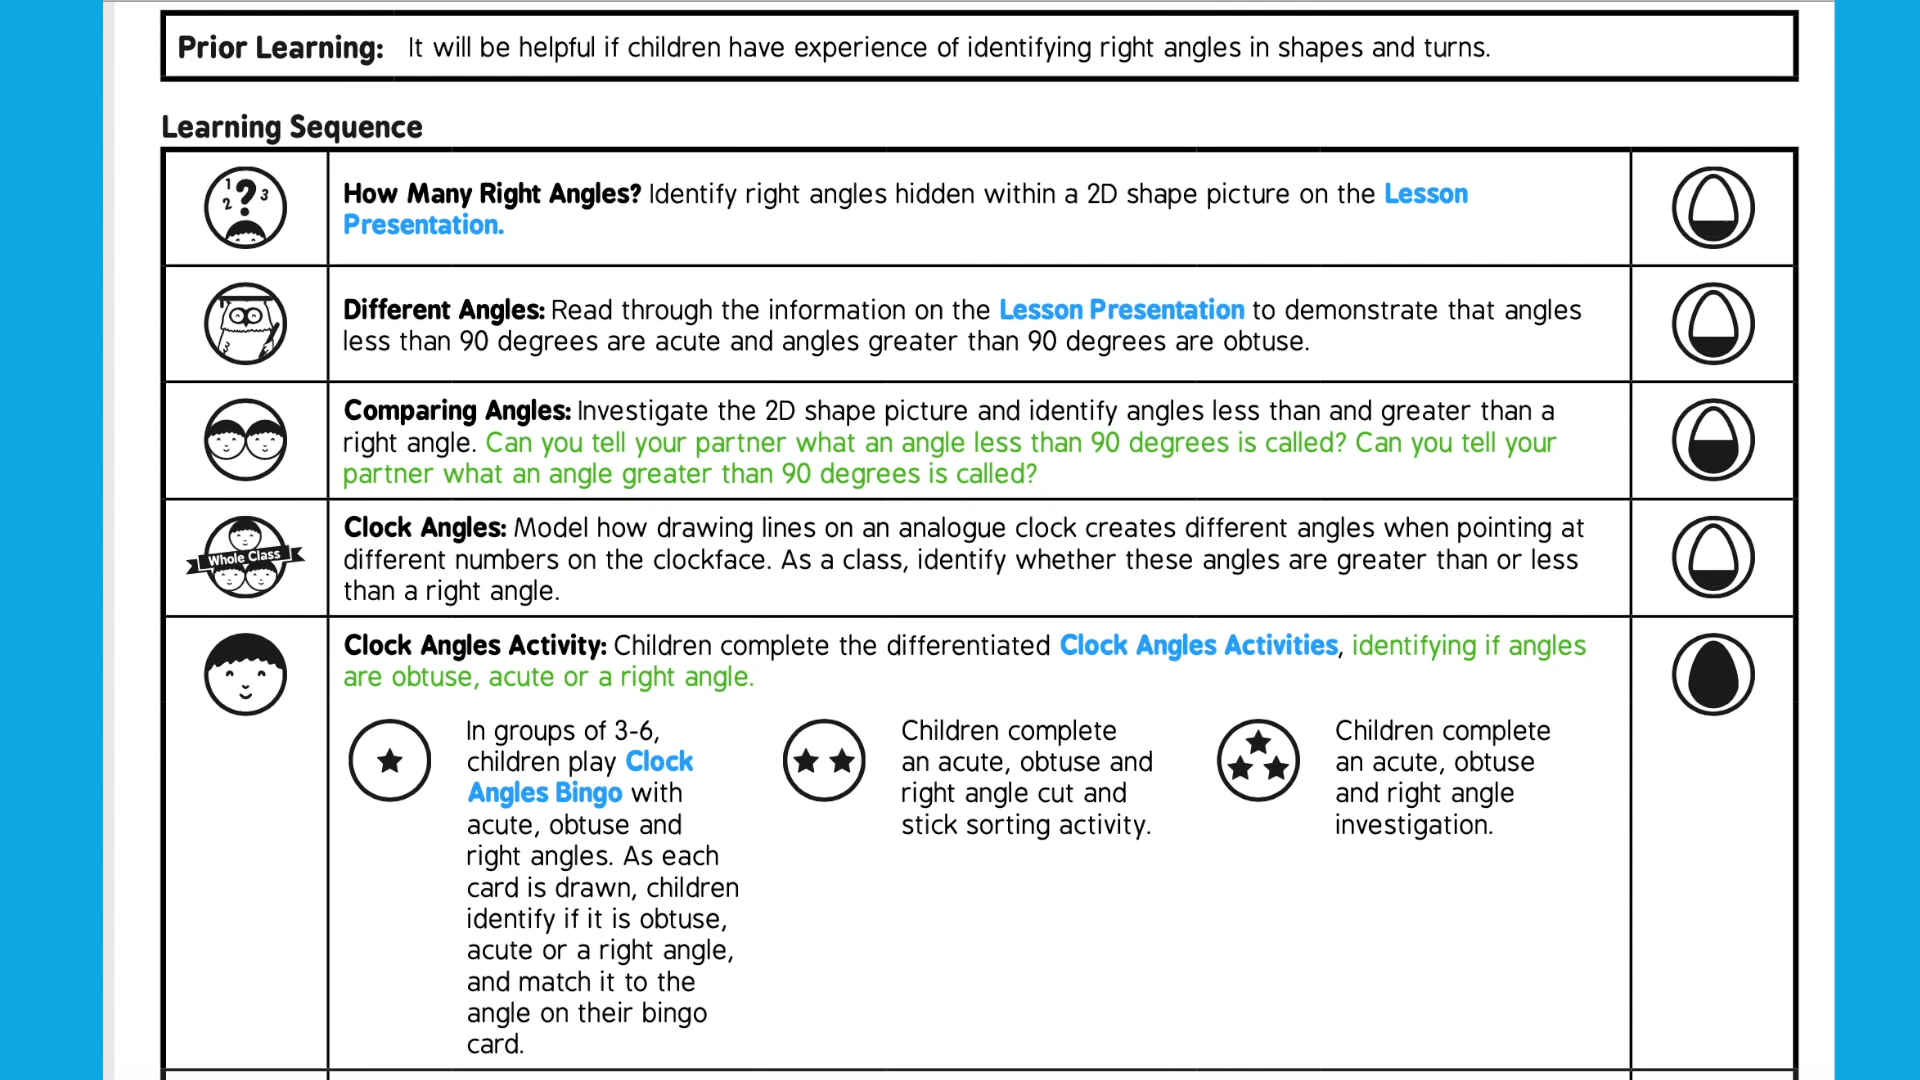 Prior Learning: It will be helpful if children have experience of identifying right angles in shapes and turns.
Learning Sequence
1 ? 2 3
How Many Right Angles? Identify right angles hidden within a 2D shape picture on the Lesson
Presentation.
Different Angles: Read through the information on the Lesson Presentation to demonstrate that angles
less than 90 degrees are acute and angles greater than 90 degrees are obtuse.
Comparing Angles: Investigate the 2D shape picture and identify angles less than and greater than a
right angle. Can you tell your partner what an angle less than 90 degrees is called? Can you tell your
partner what an angle greater than 90 degrees is called?
Whole Class
Clock Angles: Model how drawing lines on an analogue clock creates different angles when pointing at
different numbers on the clockface. As a class, identify whether these angles are greater than or less
than a right angle.
Clock Angles Activity: Children complete the differentiated Clock Angles Activities, identifying if angles
are obtuse, acute or a right angle.
In groups of 3-6,
children play Clock
Angles Bingo with
acute, obtuse and
right angles. As each
card is drawn, children
identify if it is obtuse,
acute or a right angle,
and match it to the
angle on their bingo
card.
Children complete
an acute, obtuse and
right angle cut and
stick sorting activity.
Children complete
an acute, obtuse
and right angle
investigation.